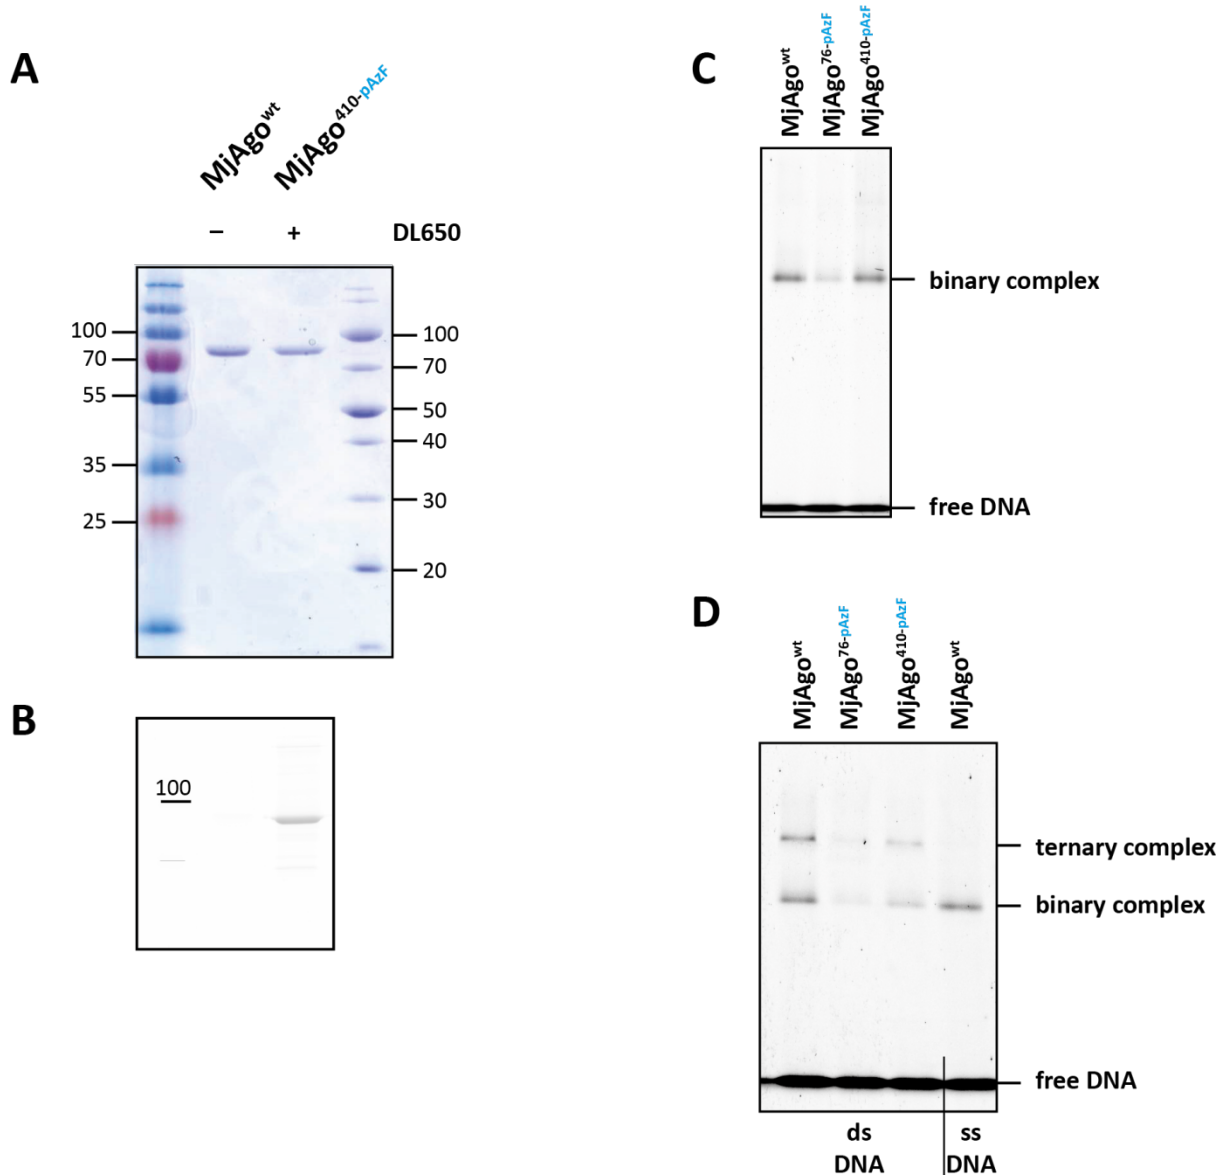 A
MjAgo^wt
MjAgo^410-pAzF
– + DL650
100
70
55
35
25
100
70
50
40
30
20
B
100
C
MjAgo^wt
MjAgo^76-pAzF
MjAgo^410-pAzF
binary complex
free DNA
D
MjAgo^wt
MjAgo^76-pAzF
MjAgo^410-pAzF
MjAgo^wt
ternary complex
binary complex
free DNA
ds
DNA
ss
DNA